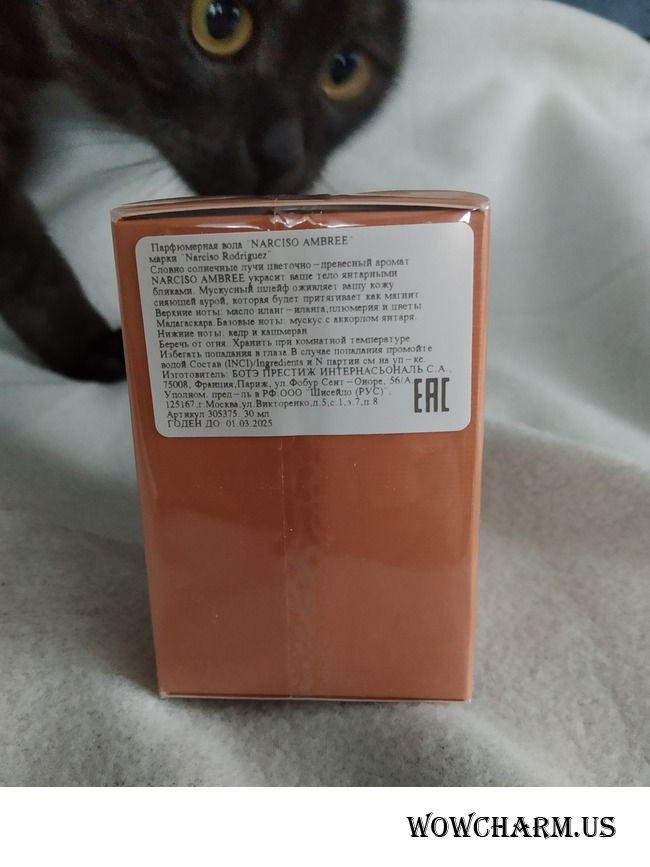 Парфюмерная вода "NARCISO AMBREE"
марки "Narciso Rodriguez"
Словно солнечные лучи цветочно-древесный аромат
NARCISO AMBREE украсит ваше тело янтарными
бликами. Мускусный шлейф оживляет вашу кожу
сияющей аурой, которая будет притягивает как магнит
Верхние ноты: масло иланг-иланга,плюмерия и цветы
Мадагаскара.Базовые ноты: мускус с аккордом янтаря.
Нижние ноты: кедр и кашмеран
Беречь от огня. Хранить при комнатной температуре
Избегать попадания в глаза.В случае попадания промойте
водой.Состав (INCI)/Ingredients и N партии см на уп-ке.
Изготовитель: БОТЭ ПРЕСТИЖ ИНТЕРНАСЬОНАЛЬ С.А.,
75008, Франция,Париж, ул.Фобур Сент-Оноре, 56/А
Уполном. пред-ль в РФ:ООО "Шисейдо (РУС)",
125167,г.Москва,ул.Викторенко,д.5,с.1,э.7,п.8
Артикул 305375. 30 мл
ГОДЕН ДО: 01.03.2025
EAC
WOWCHARM.US